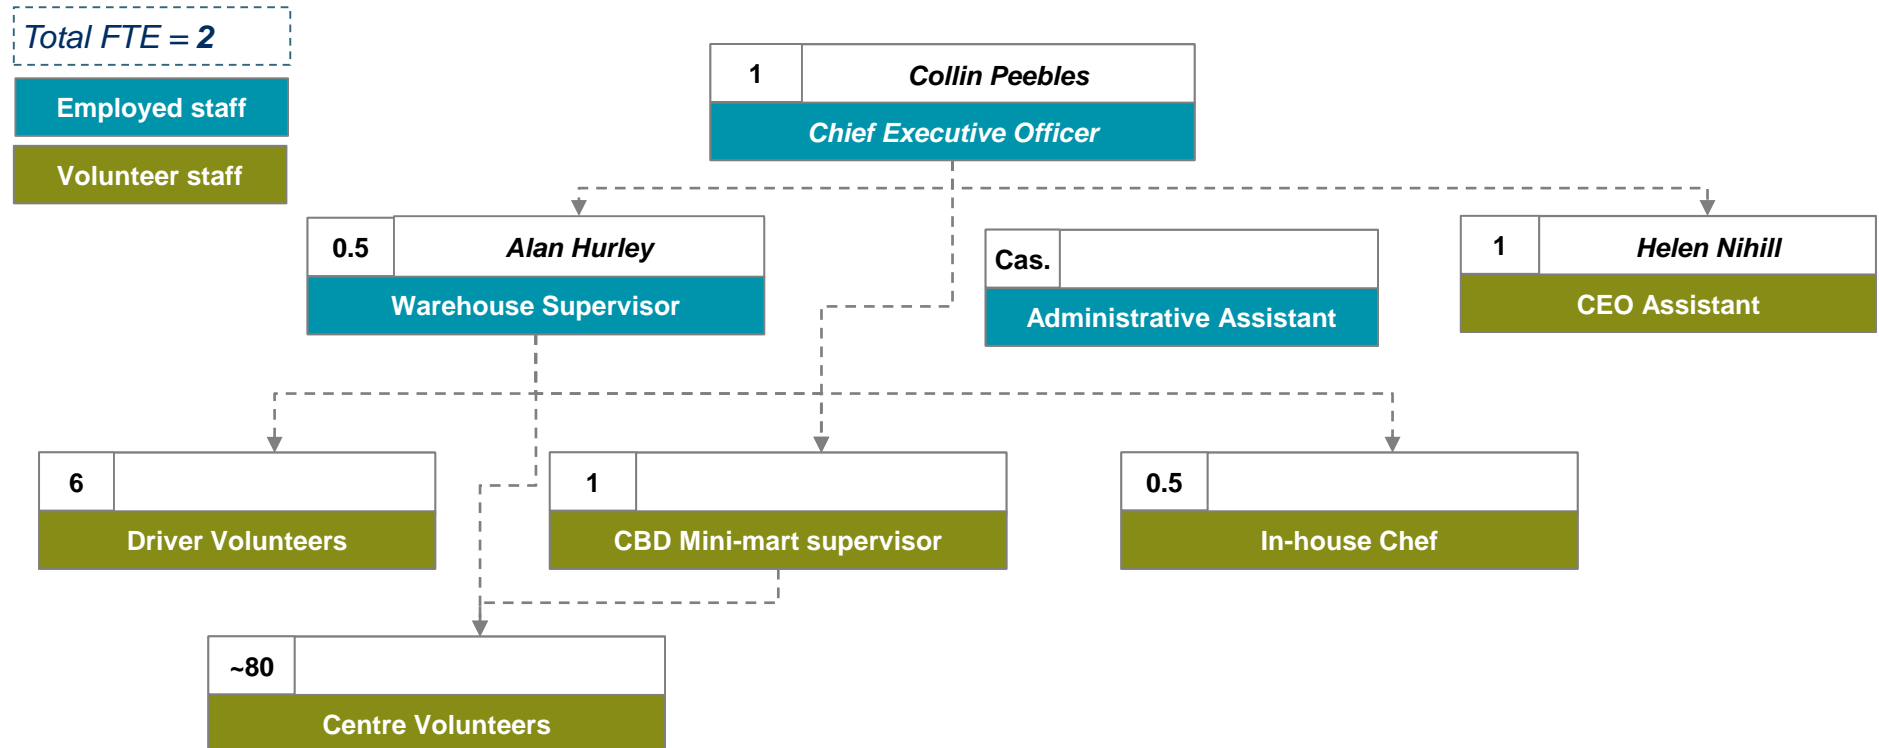 Total FTE = 2
Employed staff
Volunteer staff
1 Collin Peebles
Chief Executive Officer
0.5 Alan Hurley
Warehouse Supervisor
Cas.
Administrative Assistant
1 Helen Nihill
CEO Assistant
6
Driver Volunteers
1
CBD Mini-mart supervisor
0.5
In-house Chef
~80
Centre Volunteers